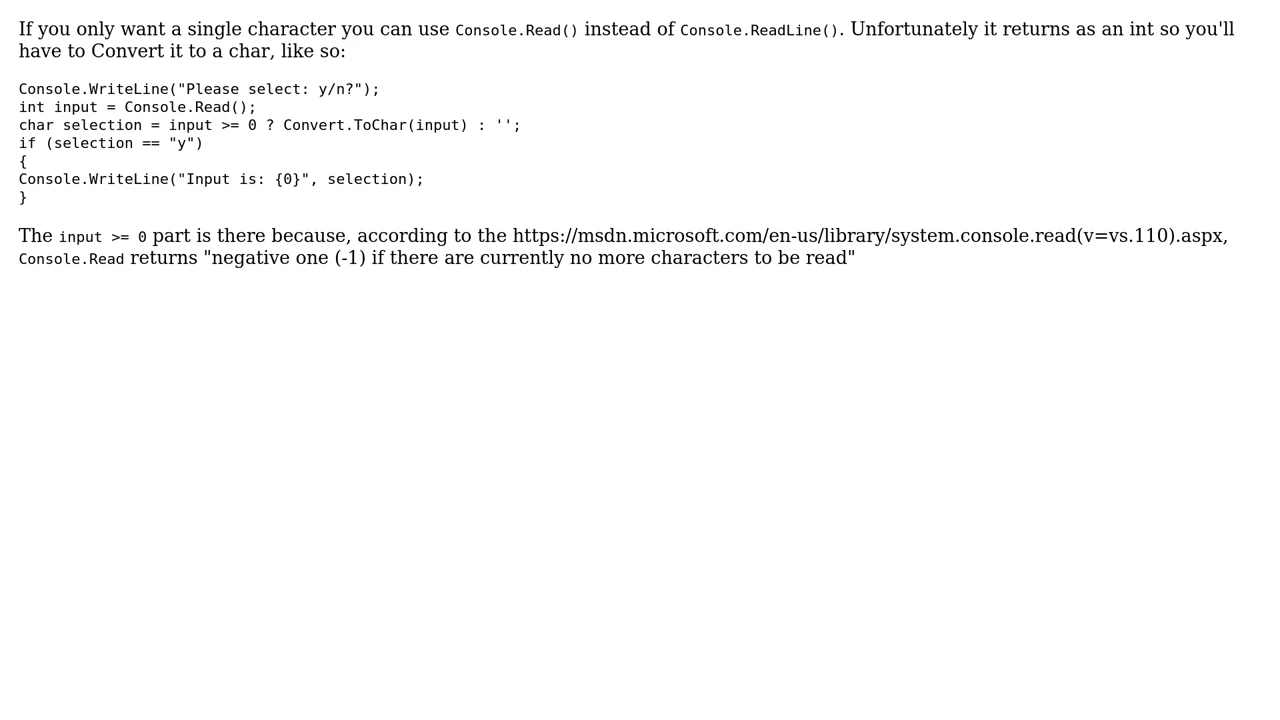 If you only want a single character you can use Console.Read() instead of Console.ReadLine(). Unfortunately it returns as an int so you'll
have to Convert it to a char, like so:
Console.WriteLine("Please select: y/n?");
int input = Console.Read();
char selection = input >= 0 ? Convert.ToChar(input) : '';
if (selection == "y")
{
Console.WriteLine("Input is: {0}", selection);
}
The input >= 0 part is there because, according to the https://msdn.microsoft.com/en-us/library/system.console.read(v=vs.110).aspx,
Console.Read returns "negative one (-1) if there are currently no more characters to be read"